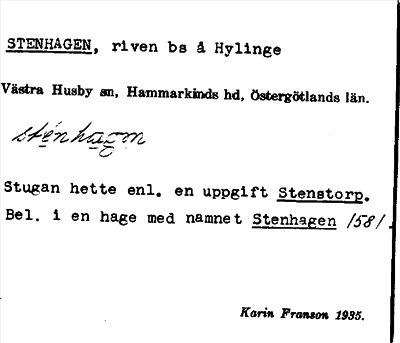 STENHAGEN, riven bs å Hylinge
Västra Husby sn, Hammarkinds hd, Östergötlands län.
stenhagen
Stugan hette enl. en uppgift Stenstorp.
Bel. i en hage med namnet Stenhagen 1581.
Karin Franson 1935.